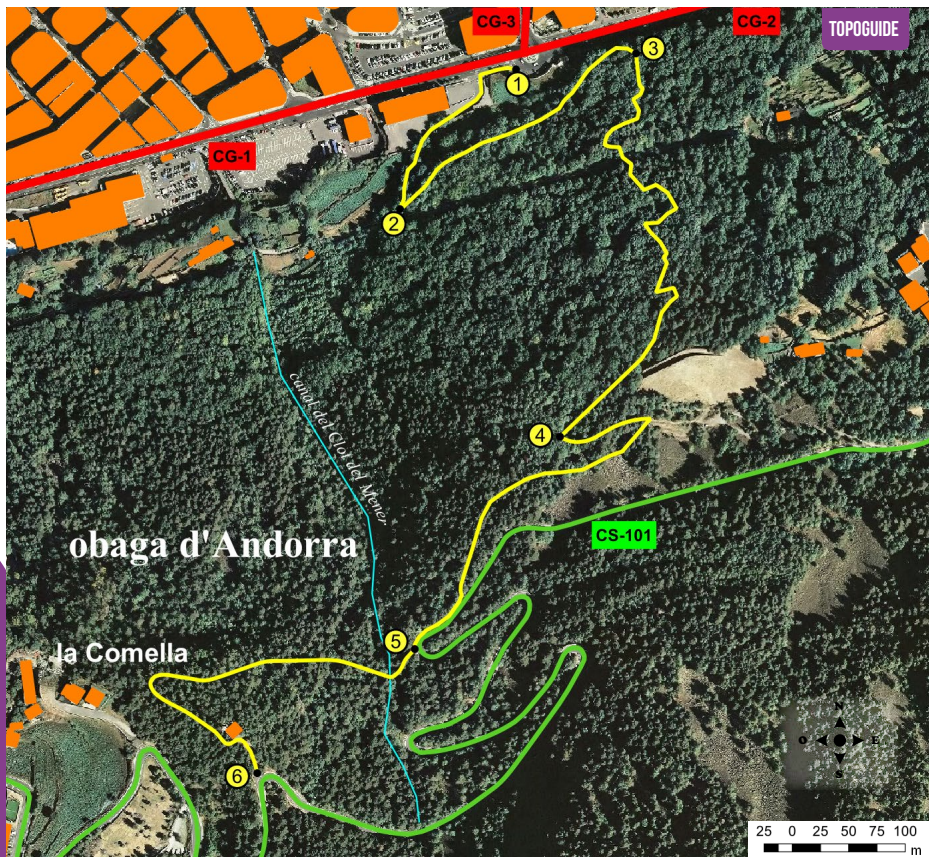 CG-3
CG-2
TOPOGUIDE
1
3
CG-1
2
canal del Clot del Mener
4
obaga d'Andorra
CS-101
5
la Comella
N
O E
S
6
25 0 25 50 75 100
m